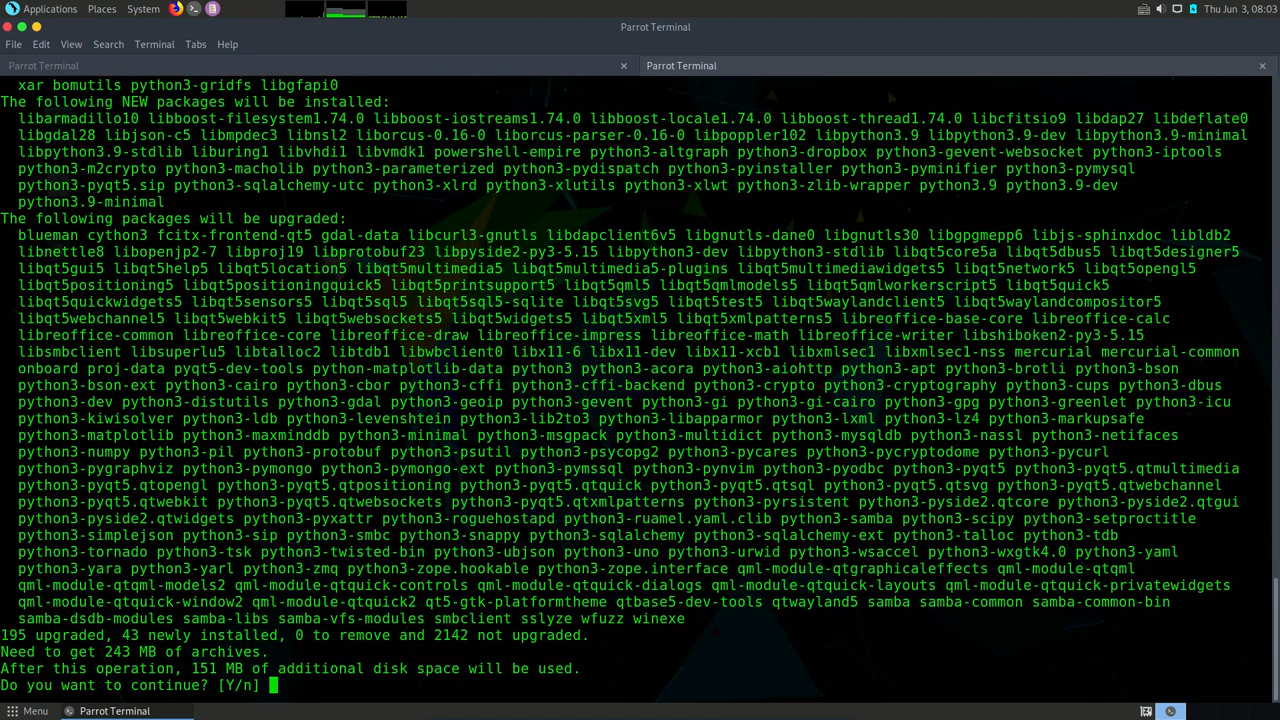 Applications Places System Thu Jun 3, 08:03
Parrot Terminal
File Edit View Search Terminal Tabs Help
Parrot Terminal × Parrot Terminal ×
xar bomutils python3-gridfs libgfapi0
The following NEW packages will be installed:
libarmadillo10 libboost-filesystem1.74.0 libboost-iostreams1.74.0 libboost-locale1.74.0 libboost-thread1.74.0 libcfitsio9 libdap27 libdeflate0
libgdal28 libjson-c5 libmpdec3 libnsl2 liborcus-0.16-0 liborcus-parser-0.16-0 libpoppler102 libpython3.9 libpython3.9-dev libpython3.9-minimal
libpython3.9-stdlib liburing1 libvhdi1 libvmdk1 powershell-empire python3-altgraph python3-dropbox python3-gevent-websocket python3-iptools
python3-m2crypto python3-macholib python3-parameterized python3-pydispatch python3-pyinstaller python3-pyminifier python3-pymysql
python3-pyqt5.sip python3-sqlalchemy-utc python3-xlrd python3-xlutils python3-xlwt python3-zlib-wrapper python3.9 python3.9-dev
python3.9-minimal
The following packages will be upgraded:
blueman cython3 fcitx-frontend-qt5 gdal-data libcurl3-gnutls libdapclient6v5 libgnutls-dane0 libgnutls30 libgpgmepp6 libjs-sphinxdoc libldb2
libnettle8 libopenjp2-7 libproj19 libprotobuf23 libpyside2-py3-5.15 libpython3-dev libpython3-stdlib libqt5core5a libqt5dbus5 libqt5designer5
libqt5gui5 libqt5help5 libqt5location5 libqt5multimedia5 libqt5multimedia5-plugins libqt5multimediawidgets5 libqt5network5 libqt5opengl5
libqt5positioning5 libqt5positioningquick5 libqt5printsupport5 libqt5qml5 libqt5qmlmodels5 libqt5qmlworkerscript5 libqt5quick5
libqt5quickwidgets5 libqt5sensors5 libqt5sql5 libqt5sql5-sqlite libqt5svg5 libqt5test5 libqt5waylandclient5 libqt5waylandcompositor5
libqt5webchannel5 libqt5webkit5 libqt5websockets5 libqt5widgets5 libqt5xml5 libqt5xmlpatterns5 libreoffice-base-core libreoffice-calc
libreoffice-common libreoffice-core libreoffice-draw libreoffice-impress libreoffice-math libreoffice-writer libshiboken2-py3-5.15
libsmbclient libsuperlu5 libtalloc2 libtdb1 libwbclient0 libx11-6 libx11-dev libx11-xcb1 libxmlsec1 libxmlsec1-nss mercurial mercurial-common
onboard proj-data pyqt5-dev-tools python-matplotlib-data python3 python3-acora python3-aiohttp python3-apt python3-brotli python3-bson
python3-bson-ext python3-cairo python3-cbor python3-cffi python3-cffi-backend python3-crypto python3-cryptography python3-cups python3-dbus
python3-dev python3-distutils python3-gdal python3-geoip python3-gevent python3-gi python3-gi-cairo python3-gpg python3-greenlet python3-icu
python3-kiwisolver python3-ldb python3-levenshtein python3-lib2to3 python3-libapparmor python3-lxml python3-lz4 python3-markupsafe
python3-matplotlib python3-maxminddb python3-minimal python3-msgpack python3-multidict python3-mysqldb python3-nassl python3-netifaces
python3-numpy python3-pil python3-protobuf python3-psutil python3-psycopg2 python3-pycares python3-pycryptodome python3-pycurl
python3-pygraphviz python3-pymongo python3-pymongo-ext python3-pymssql python3-pynvim python3-pyodbc python3-pyqt5 python3-pyqt5.qtmultimedia
python3-pyqt5.qtopengl python3-pyqt5.qtpositioning python3-pyqt5.qtquick python3-pyqt5.qtsql python3-pyqt5.qtsvg python3-pyqt5.qtwebchannel
python3-pyqt5.qtwebkit python3-pyqt5.qtwebsockets python3-pyqt5.qtxmlpatterns python3-pyrsistent python3-pyside2.qtcore python3-pyside2.qtgui
python3-pyside2.qtwidgets python3-pyxattr python3-roguehostapd python3-ruamel.yaml.clib python3-samba python3-scipy python3-setproctitle
python3-simplejson python3-sip python3-smbc python3-snappy python3-sqlalchemy python3-sqlalchemy-ext python3-talloc python3-tdb
python3-tornado python3-tsk python3-twisted-bin python3-ubjson python3-uno python3-urwid python3-wsaccel python3-wxgtk4.0 python3-yaml
python3-yara python3-yarl python3-zmq python3-zope.hookable python3-zope.interface qml-module-qtgraphicaleffects qml-module-qtqml
qml-module-qtqml-models2 qml-module-qtquick-controls qml-module-qtquick-dialogs qml-module-qtquick-layouts qml-module-qtquick-privatewidgets
qml-module-qtquick-window2 qml-module-qtquick2 qt5-gtk-platformtheme qtbase5-dev-tools qtwayland5 samba samba-common samba-common-bin
samba-dsdb-modules samba-libs samba-vfs-modules smbclient sslyze wfuzz winexe
195 upgraded, 43 newly installed, 0 to remove and 2142 not upgraded.
Need to get 243 MB of archives.
After this operation, 151 MB of additional disk space will be used.
Do you want to continue? [Y/n]
Menu Parrot Terminal